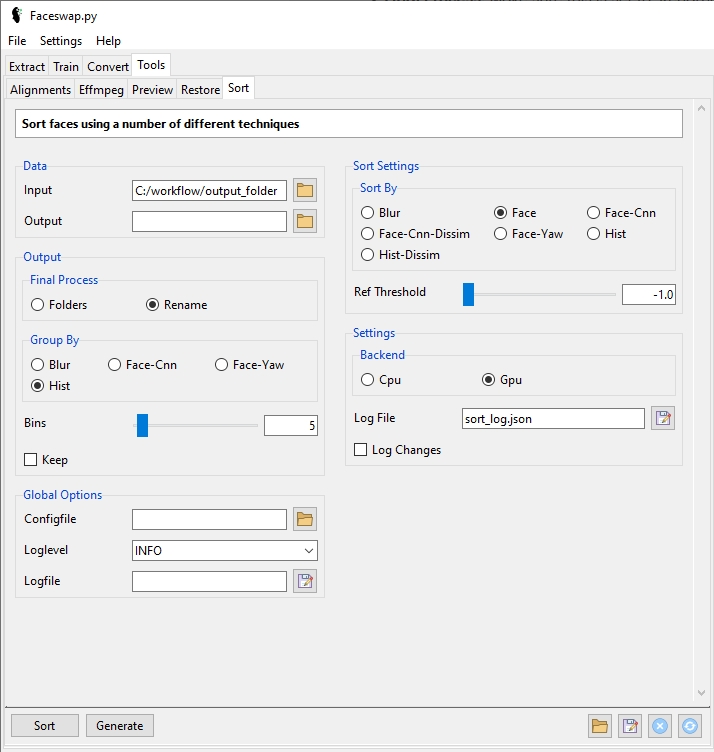 Faceswap.py
File Settings Help
Extract Train Convert Tools
Alignments Effmpeg Preview Restore Sort
Sort faces using a number of different techniques
Data
Input C:/workflow/output_folder
Output
Output
Final Process
Folders Rename
Group By
Blur Face-Cnn Face-Yaw
Hist
Bins 5
Keep
Global Options
Configfile
Loglevel INFO
Logfile
Sort Settings
Sort By
Blur Face Face-Cnn
Face-Cnn-Dissim Face-Yaw Hist
Hist-Dissim
Ref Threshold -1.0
Settings
Backend
Cpu Gpu
Log File sort_log.json
Log Changes
Sort Generate